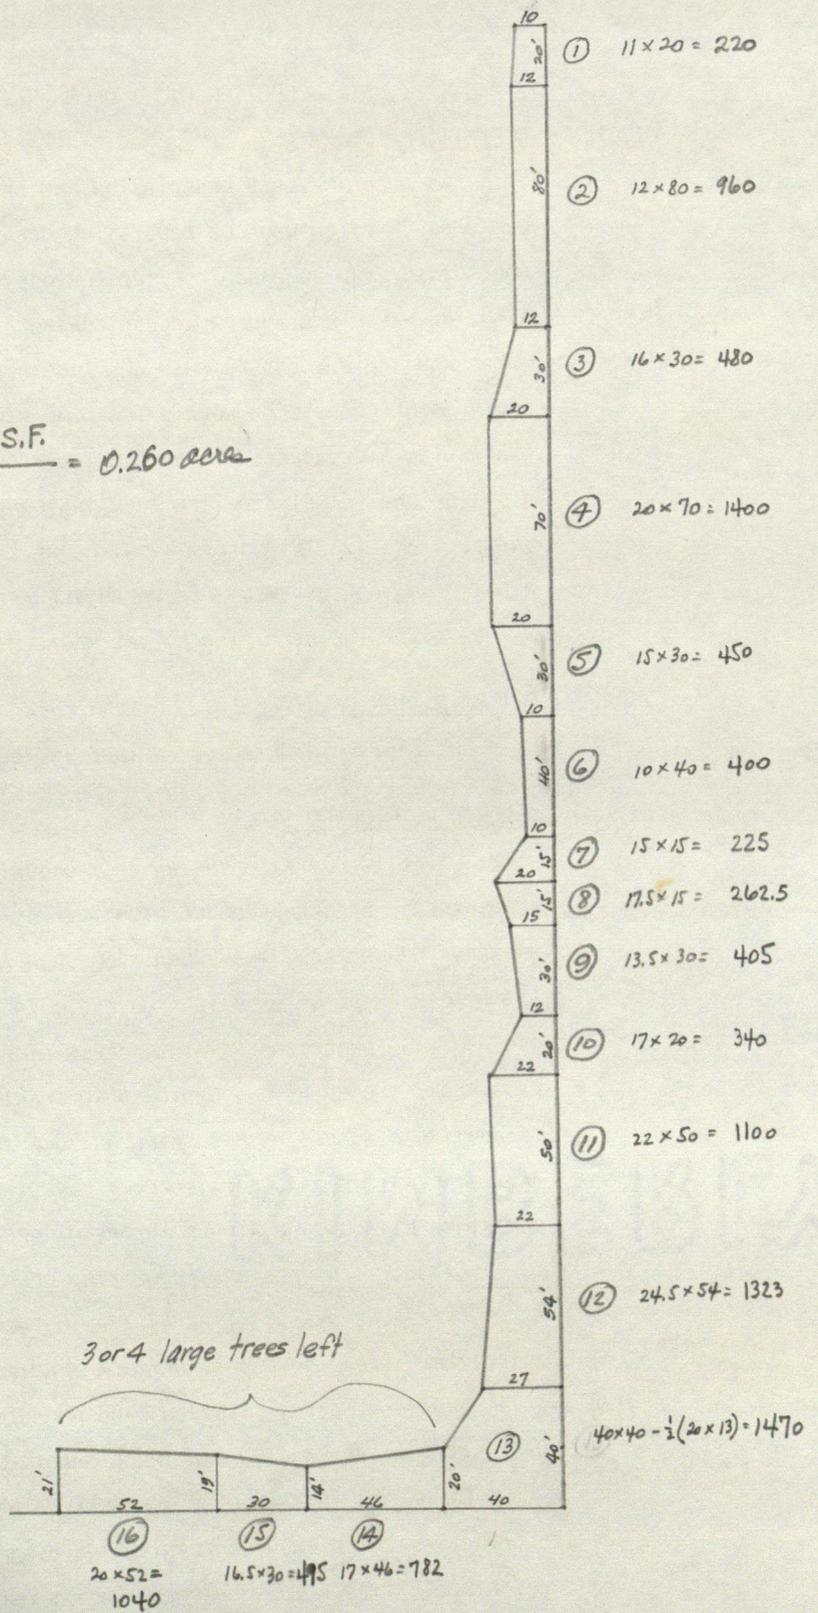 10
20'
① 11 × 20 = 220
12
80'
② 12 × 80 = 960
12
30'
③ 16 × 30 = 480
20
S.F.
= 0.260 acres
70'
④ 20 × 70 = 1400
20
30'
⑤ 15 × 30 = 450
10
40'
⑥ 10 × 40 = 400
10
15'
⑦ 15 × 15 = 225
20
15'
⑧ 17.5 × 15 = 262.5
15
30'
⑨ 13.5 × 30 = 405
12
20'
⑩ 17 × 20 = 340
22
50'
⑪ 22 × 50 = 1100
22
54'
⑫ 24.5 × 54 = 1323
3 or 4 large trees left
27
⑬
40'
40×40 - ½(20 × 13) = 1470
21'
52
19'
30
14'
46
20'
40
⑯ ⑮ ⑭
20 × 52 =
1040
16.5 × 30 = 495
17 × 46 = 782